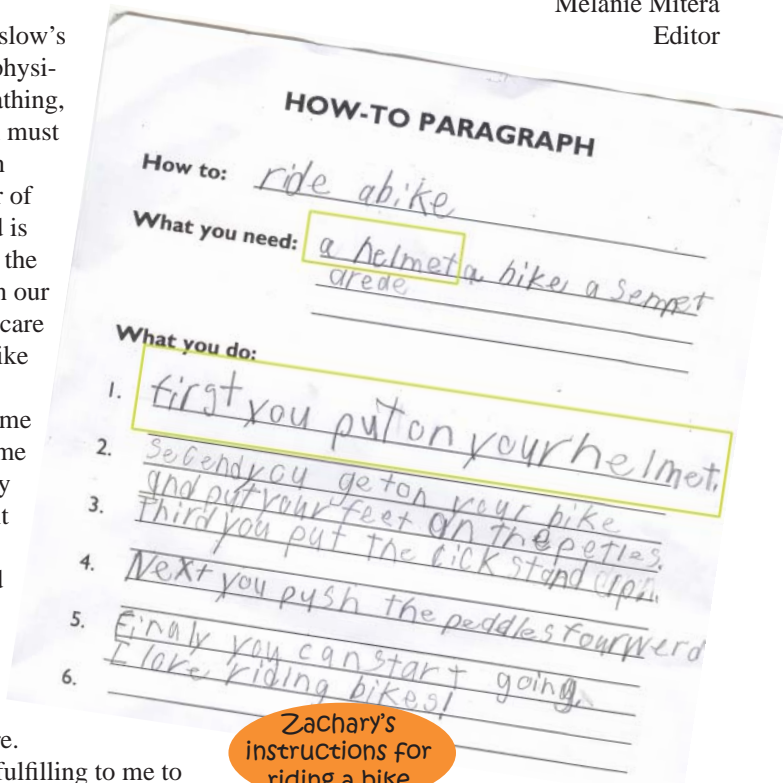 Melanie Mitera
Editor
slow's
physi-
athing,
must
r of
d is
the
n our
care
ike
me
me
y
t
d
re.
fulfilling to me to
HOW-TO PARAGRAPH
How to: ride abike
What you need: a helmet a bike, a sempet
arede
What you do:
1. first you put on your helmet.
2. Secend you get on your bike
and put your feet on the petles.
3. Third you put the cick stand upin.
4. Next you push the peddles fourwerd
5. Finaly you can start going.
I love riding bikes!
6.
Zachary's
instructions for
riding a bike